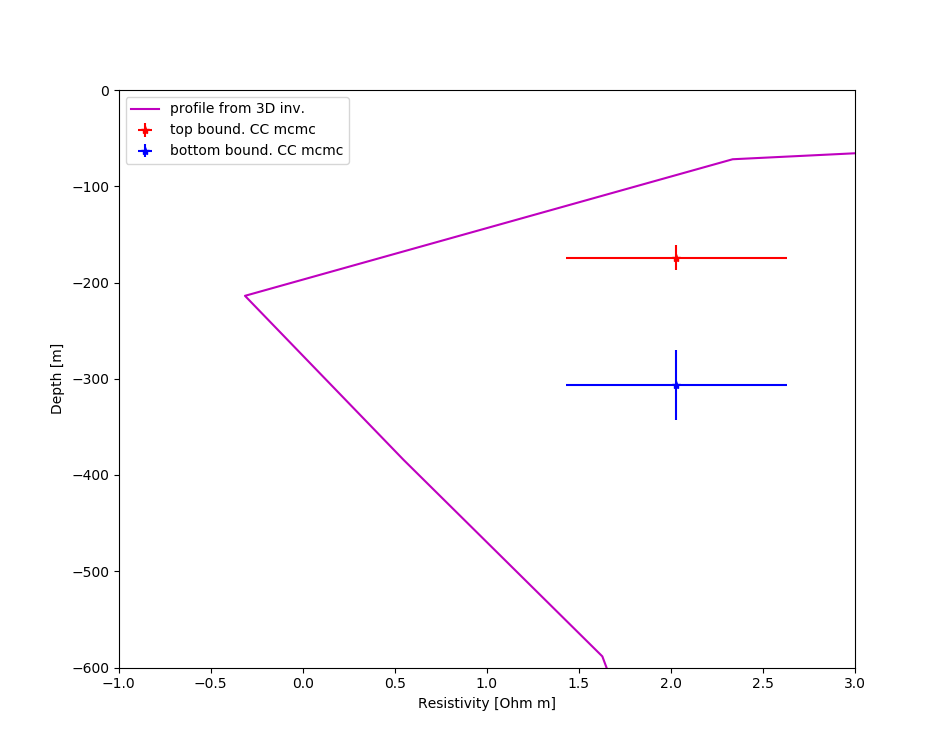 profile from 3D inv.
top bound. CC mcmc
bottom bound. CC mcmc
0
−100
−200
−300
−400
−500
−600
Depth [m]
−1.0 −0.5 0.0 0.5 1.0 1.5 2.0 2.5 3.0
Resistivity [Ohm m]